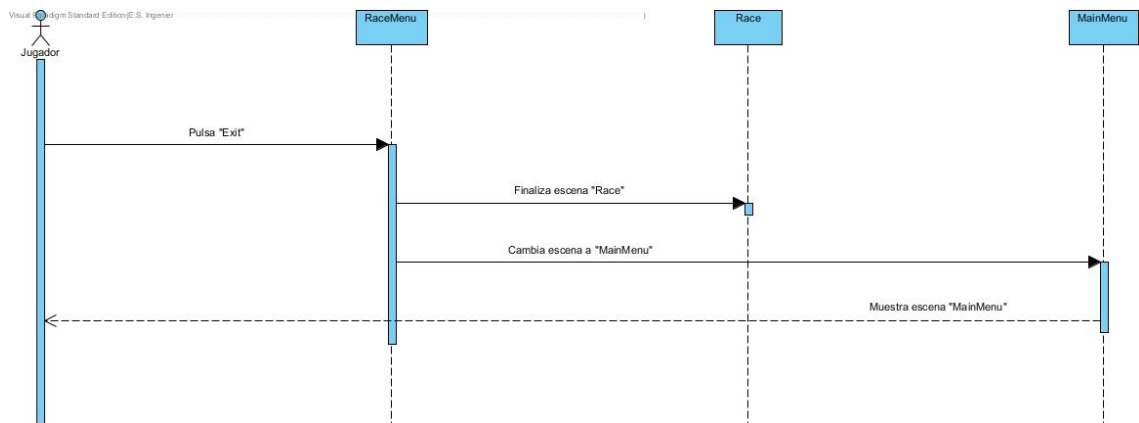 Visual Paradigm Standard Edition(E.S. Ingenier
)
RaceMenu
Race
MainMenu
Jugador
Pulsa "Exit"
Finaliza escena "Race"
Cambia escena a "MainMenu"
Muestra escena "MainMenu"